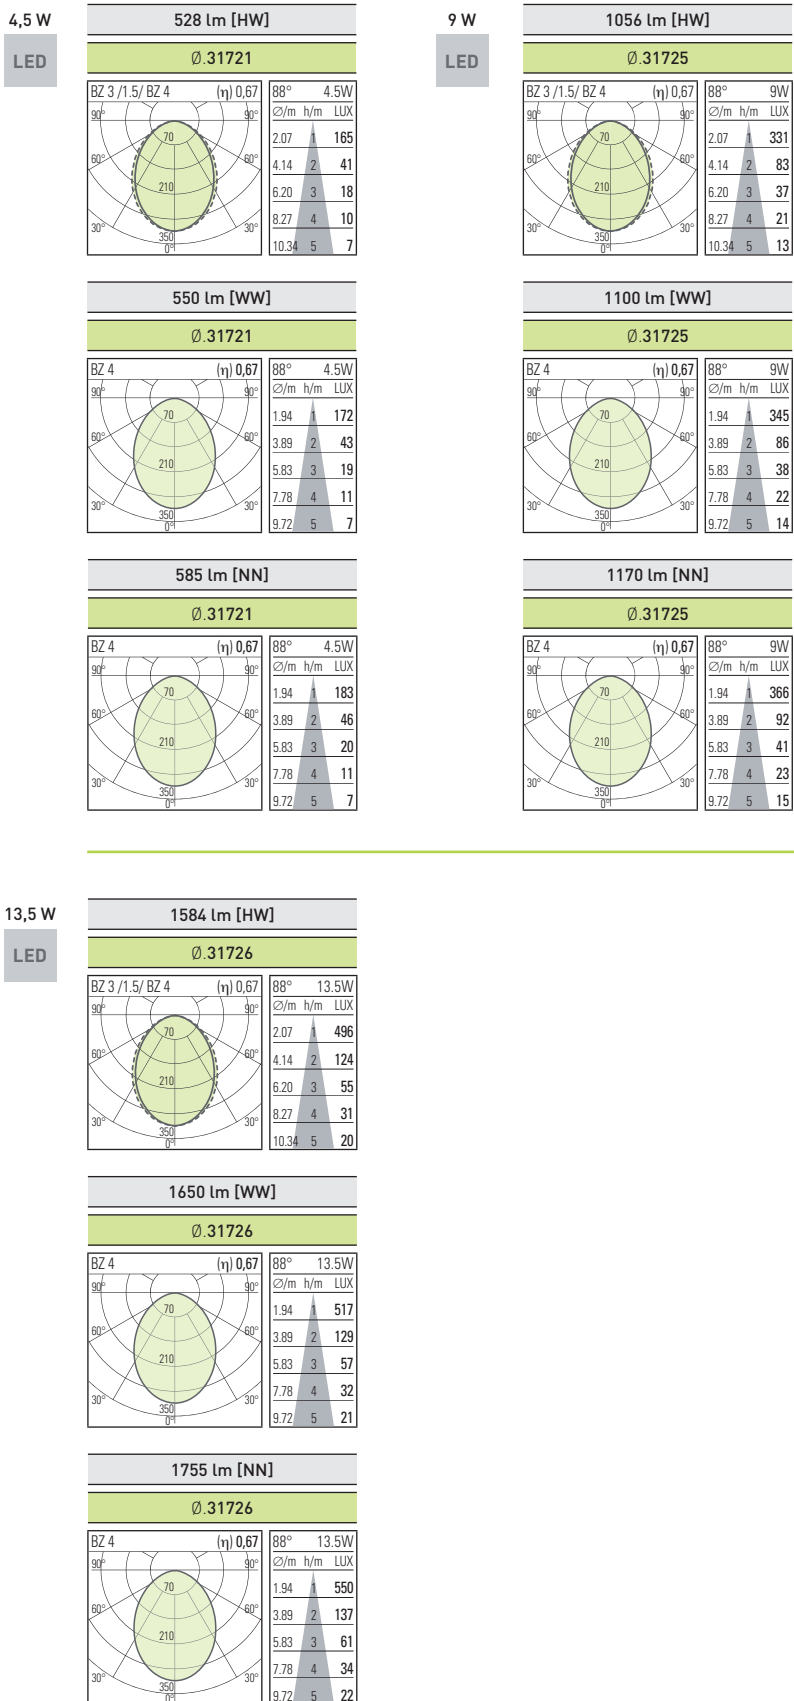 4,5 W
LED
528 lm [HW]
Ø.31721
BZ 3 /1.5/ BZ 4 (η) 0,67
90° 90°
70
60° 60°
210
30° 30°
350
0°
88° 4.5W
∅/m h/m LUX
2.07 1 165
4.14 2 41
6.20 3 18
8.27 4 10
10.34 5 7
550 lm [WW]
Ø.31721
BZ 4 (η) 0,67
90° 90°
70
60° 60°
210
30° 30°
350
0°
88° 4.5W
∅/m h/m LUX
1.94 1 172
3.89 2 43
5.83 3 19
7.78 4 11
9.72 5 7
585 lm [NN]
Ø.31721
BZ 4 (η) 0,67
90° 90°
70
60° 60°
210
30° 30°
350
0°
88° 4.5W
∅/m h/m LUX
1.94 1 183
3.89 2 46
5.83 3 20
7.78 4 11
9.72 5 7
9 W
LED
1056 lm [HW]
Ø.31725
BZ 3 /1.5/ BZ 4 (η) 0,67
90° 90°
70
60° 60°
210
30° 30°
350
0°
88° 9W
∅/m h/m LUX
2.07 1 331
4.14 2 83
6.20 3 37
8.27 4 21
10.34 5 13
1100 lm [WW]
Ø.31725
BZ 4 (η) 0,67
90° 90°
70
60° 60°
210
30° 30°
350
0°
88° 9W
∅/m h/m LUX
1.94 1 345
3.89 2 86
5.83 3 38
7.78 4 22
9.72 5 14
1170 lm [NN]
Ø.31725
BZ 4 (η) 0,67
90° 90°
70
60° 60°
210
30° 30°
350
0°
88° 9W
∅/m h/m LUX
1.94 1 366
3.89 2 92
5.83 3 41
7.78 4 23
9.72 5 15
13,5 W
LED
1584 lm [HW]
Ø.31726
BZ 3 /1.5/ BZ 4 (η) 0,67
90° 90°
70
60° 60°
210
30° 30°
350
0°
88° 13.5W
∅/m h/m LUX
2.07 1 496
4.14 2 124
6.20 3 55
8.27 4 31
10.34 5 20
1650 lm [WW]
Ø.31726
BZ 4 (η) 0,67
90° 90°
70
60° 60°
210
30° 30°
350
0°
88° 13.5W
∅/m h/m LUX
1.94 1 517
3.89 2 129
5.83 3 57
7.78 4 32
9.72 5 21
1755 lm [NN]
Ø.31726
BZ 4 (η) 0,67
90° 90°
70
60° 60°
210
30° 30°
350
0°
88° 13.5W
∅/m h/m LUX
1.94 1 550
3.89 2 137
5.83 3 61
7.78 4 34
9.72 5 22